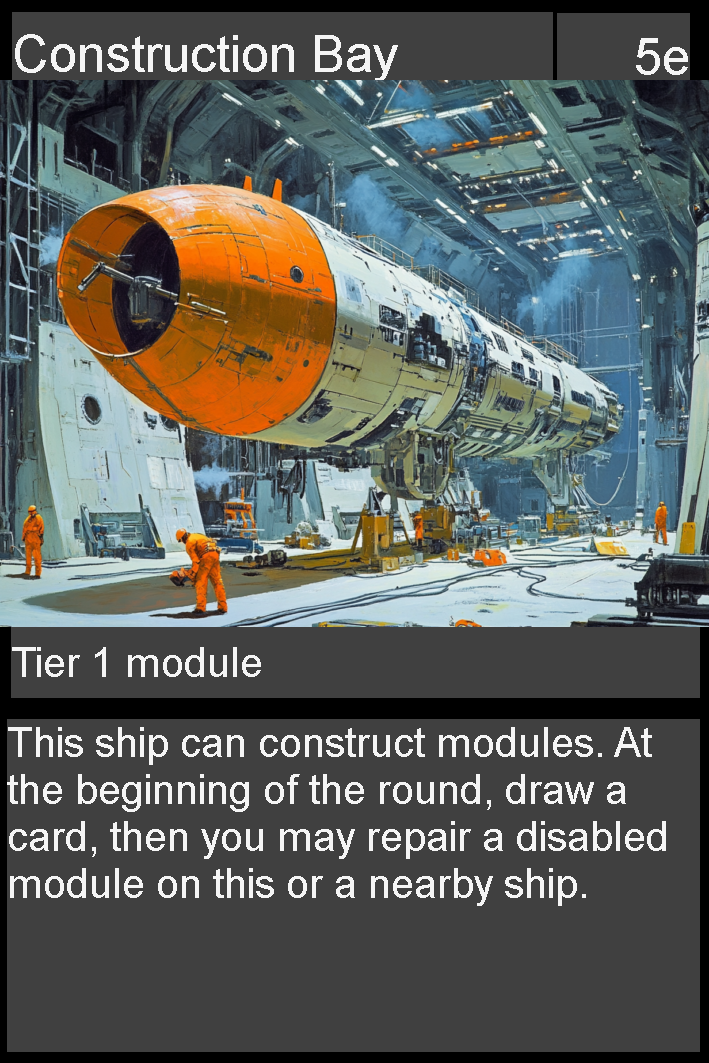 Construction Bay 5e
Tier 1 module
This ship can construct modules. At
the beginning of the round, draw a
card, then you may repair a disabled
module on this or a nearby ship.